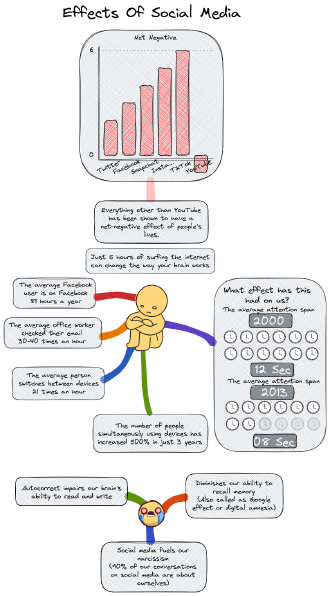 Effects Of Social Media
Net Negative
6
0
Twitter
Facebook
Snapchat
Insta...
TikTok
YouTube
Everything other than YouTube
has been shown to have a
net-negative effect of people's
lives.
Just 5 hours of surfing the internet
can change the way your brain works
The average Facebook
user is on Facebook
81 hours a year
The average office worker
checked their email
30-40 times an hour
The average person
switches between devices
21 times an hour
The number of people
simultaneously using devices has
increased 500% in just 3 years
What effect has this
had on us?
The average attention span
2000
12 Sec
The average attention span
2013
08 Sec
Autocorrect impairs our brain's
ability to read and write
Diminishes our ability to
recall memory
(Also called as Google
effect or digital amnesia)
Social media fuels our
narcissism
(90% of our conversations
on social media are about
ourselves)